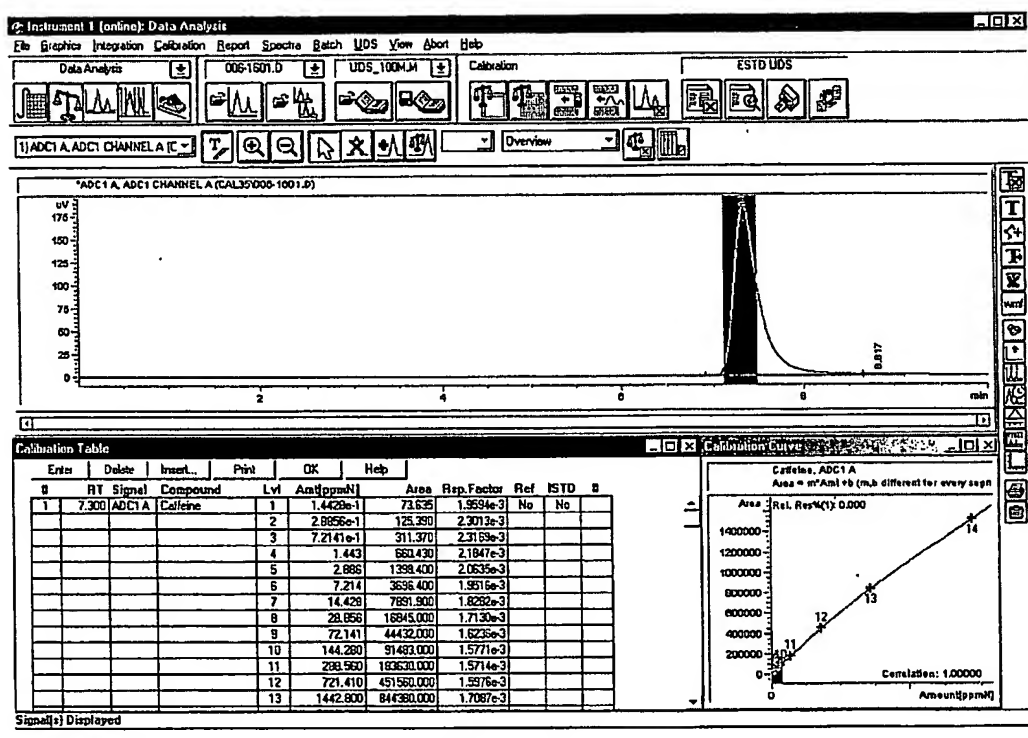 Instrument 1 (online): Data Analysis
File Graphics Integration Calibration Report Spectra Batch UDS View Abort Help
Data Analysis 006-1601.D UDS_100M.M Calibration ESTD UDS
1) ADC1 A, ADC1 CHANNEL A (C Overview
*ADC1 A, ADC1 CHANNEL A (CAL35\006-1601.D)
uV
175
150
125
100
75
50
25
0
8.817
2 4 6 8 min
Calibration Table
Enter Delete Insert... Print OK Help
# RT Signal Compound Lvl Amt[ppmN] Area Rsp.Factor Ref ISTD #
1 7.300 ADC1 A Caffeine 1 1.4428e-1 73.635 1.9594e-3 No No
2 2.8856e-1 125.390 2.3013e-3
3 7.2141e-1 311.370 2.3169e-3
4 1.443 660.430 2.1847e-3
5 2.886 1398.400 2.0635e-3
6 7.214 3696.400 1.9516e-3
7 14.428 7891.900 1.8282e-3
8 28.856 16845.000 1.7130e-3
9 72.141 44432.000 1.6236e-3
10 144.280 91483.000 1.5771e-3
11 288.560 183630.000 1.5714e-3
12 721.410 451560.000 1.5976e-3
13 1442.800 844380.000 1.7087e-3
Calibration Curve
Caffeine, ADC1 A
Area = m*Amt +b (m,b different for every segn
Area Rel. Res%(1): 0.000
1400000
1200000
1000000
800000
600000
400000
200000
0
14
13
12
11
Correlation: 1.00000
0 Amount[ppmN]
Signal(s) Displayed